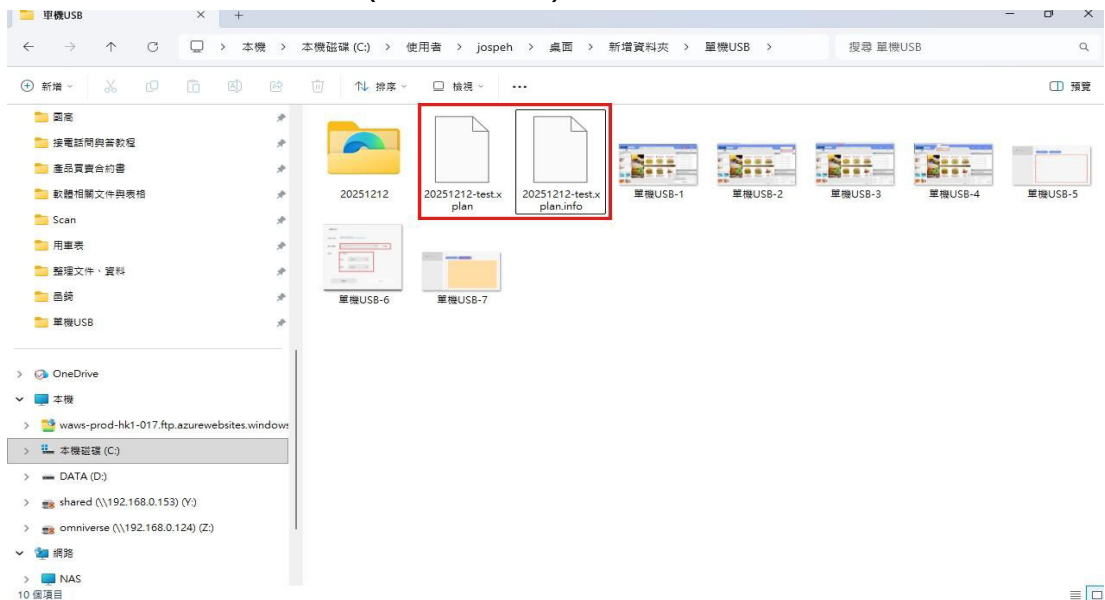 單機USB
本機 > 本機磁碟 (C:) > 使用者 > jospeh > 桌面 > 新增資料夾 > 單機USB >
搜尋 單機USB
新增
排序
檢視
預覽
國高
接電話問與答教程
產品買賣合約書
軟體相關文件與表格
Scan
用車表
整理文件、資料
邑錡
單機USB
OneDrive
本機
waws-prod-hk1-017.ftp.azurewebsites.windows
本機磁碟 (C:)
DATA (D:)
shared (\\192.168.0.153) (Y:)
omniverse (\\192.168.0.124) (Z:)
網路
NAS
20251212
20251212-test.x
plan
20251212-test.x
plan.info
單機USB-1
單機USB-2
單機USB-3
單機USB-4
單機USB-5
單機USB-6
單機USB-7
10 個項目